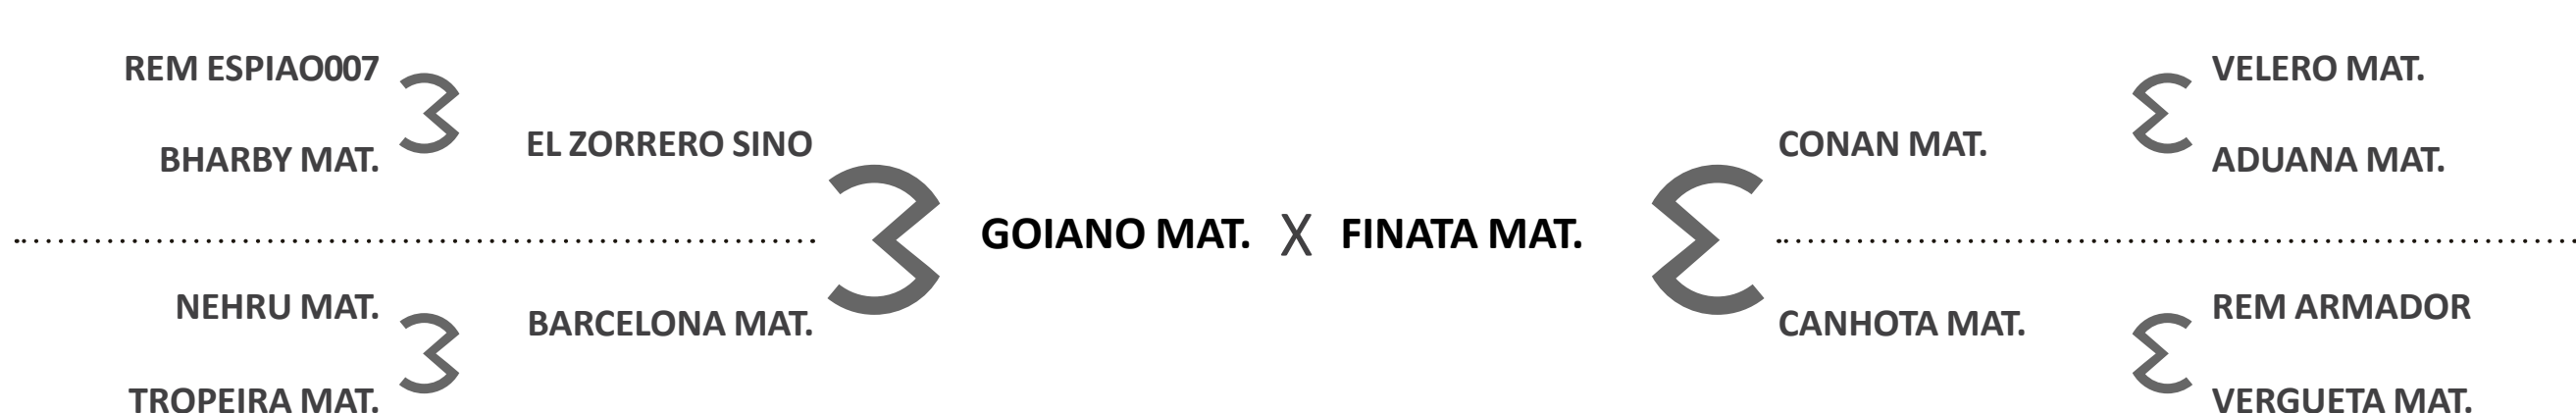 REM ESPIAO007
BHARBY MAT.
EL ZORRERO SINO
NEHRU MAT.
TROPEIRA MAT.
BARCELONA MAT.
GOIANO MAT. X FINATA MAT.
CONAN MAT.
VELERO MAT.
ADUANA MAT.
CANHOTA MAT.
REM ARMADOR
VERGUETA MAT.